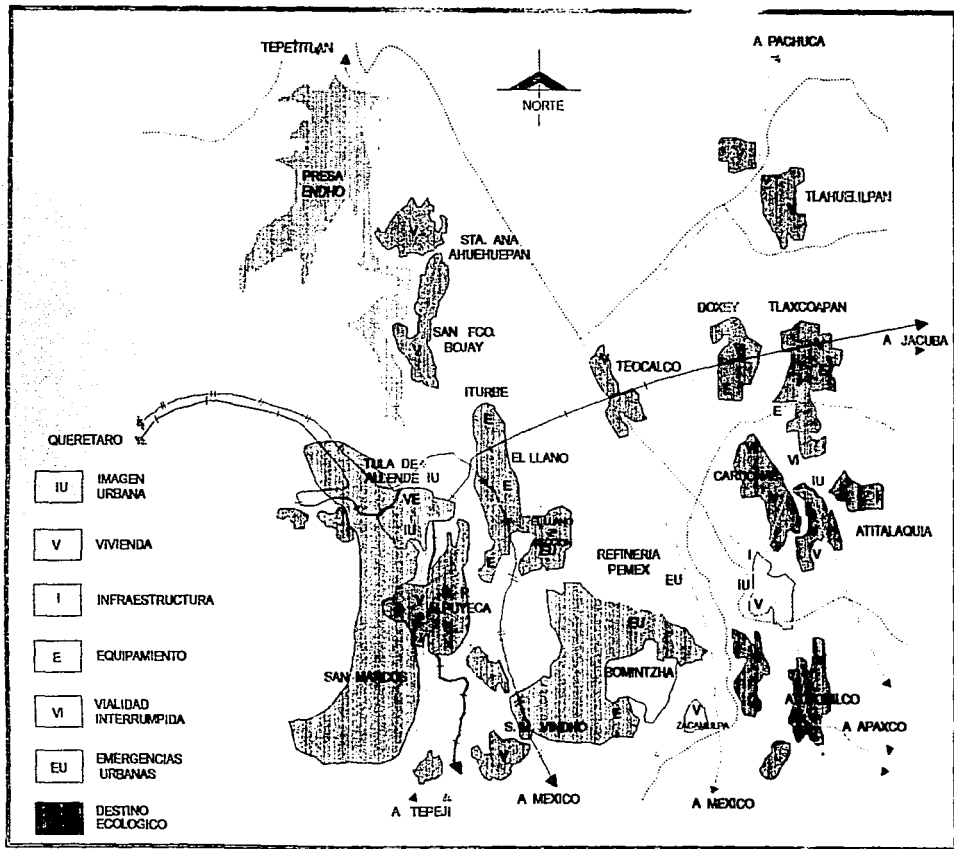 TEPETITLAN
A PACHUCA
NORTE
PRESA
ENDHO
TLAHUELILPAN
V
STA. ANA
AHUEHUEPAN
DOXEY
TLAXCOAPAN
SAN FCO.
BOJAY
V
TEOCALCO
A JACUBA
ITURBE
E
E
QUERETARO
VI
EL LLANO
TULA DE
ALLENDE IU
IU
E
VE
IU
ATITALAQUIA
EU
E
V
REFINERIA
PEMEX
EU
I
IU
V
EU
SAN MARCOS
BOMINTZHA
V
ZACAMULPA
E
V
A APAXCO
A TEPEJI
A MEXICO
A MEXICO
IU
IMAGEN
URBANA
V
VIVIENDA
I
INFRAESTRUCTURA
E
EQUIPAMIENTO
VI
VIALIDAD
INTERRUMPIDA
EU
EMERGENCIAS
URBANAS
DESTINO
ECOLOGICO